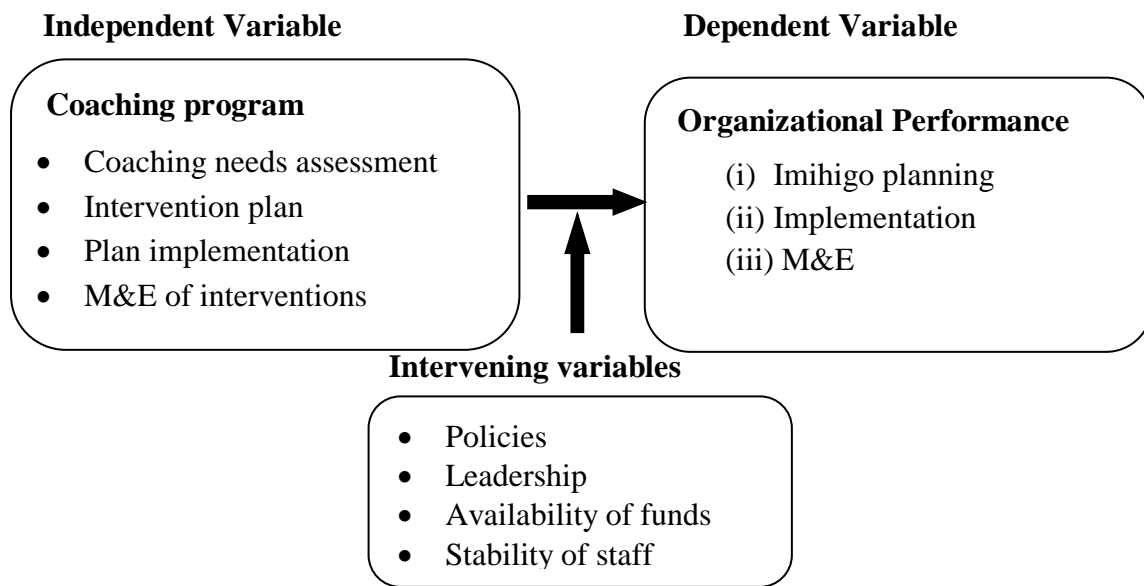 Independent Variable
Dependent Variable
Coaching program
• Coaching needs assessment
• Intervention plan
• Plan implementation
• M&E of interventions
Organizational Performance
(i) Imihigo planning
(ii) Implementation
(iii) M&E
Intervening variables
• Policies
• Leadership
• Availability of funds
• Stability of staff